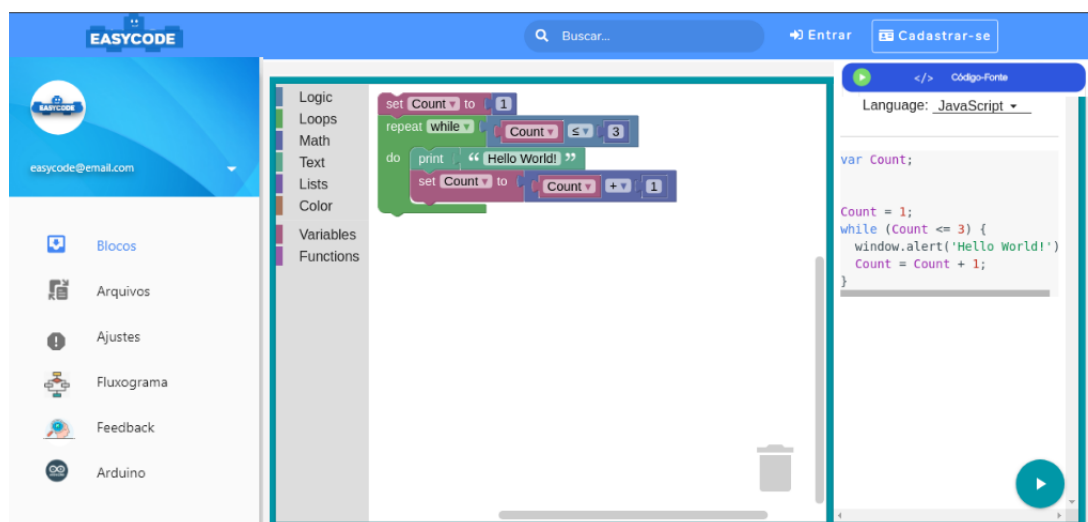 EASYCODE
Buscar...
Entrar
Cadastrar-se
EASYCODE
easycode@email.com
Blocos
Arquivos
Ajustes
Fluxograma
Feedback
Arduino
Logic
Loops
Math
Text
Lists
Color
Variables
Functions
set Count ▾ to 1
repeat while ▾ Count ▾ ≤ ▾ 3
do print “ Hello World! ”
set Count ▾ to Count ▾ + ▾ 1
</> Código-Fonte
Language: JavaScript
var Count;
Count = 1;
while (Count <= 3) {
window.alert('Hello World!')
Count = Count + 1;
}